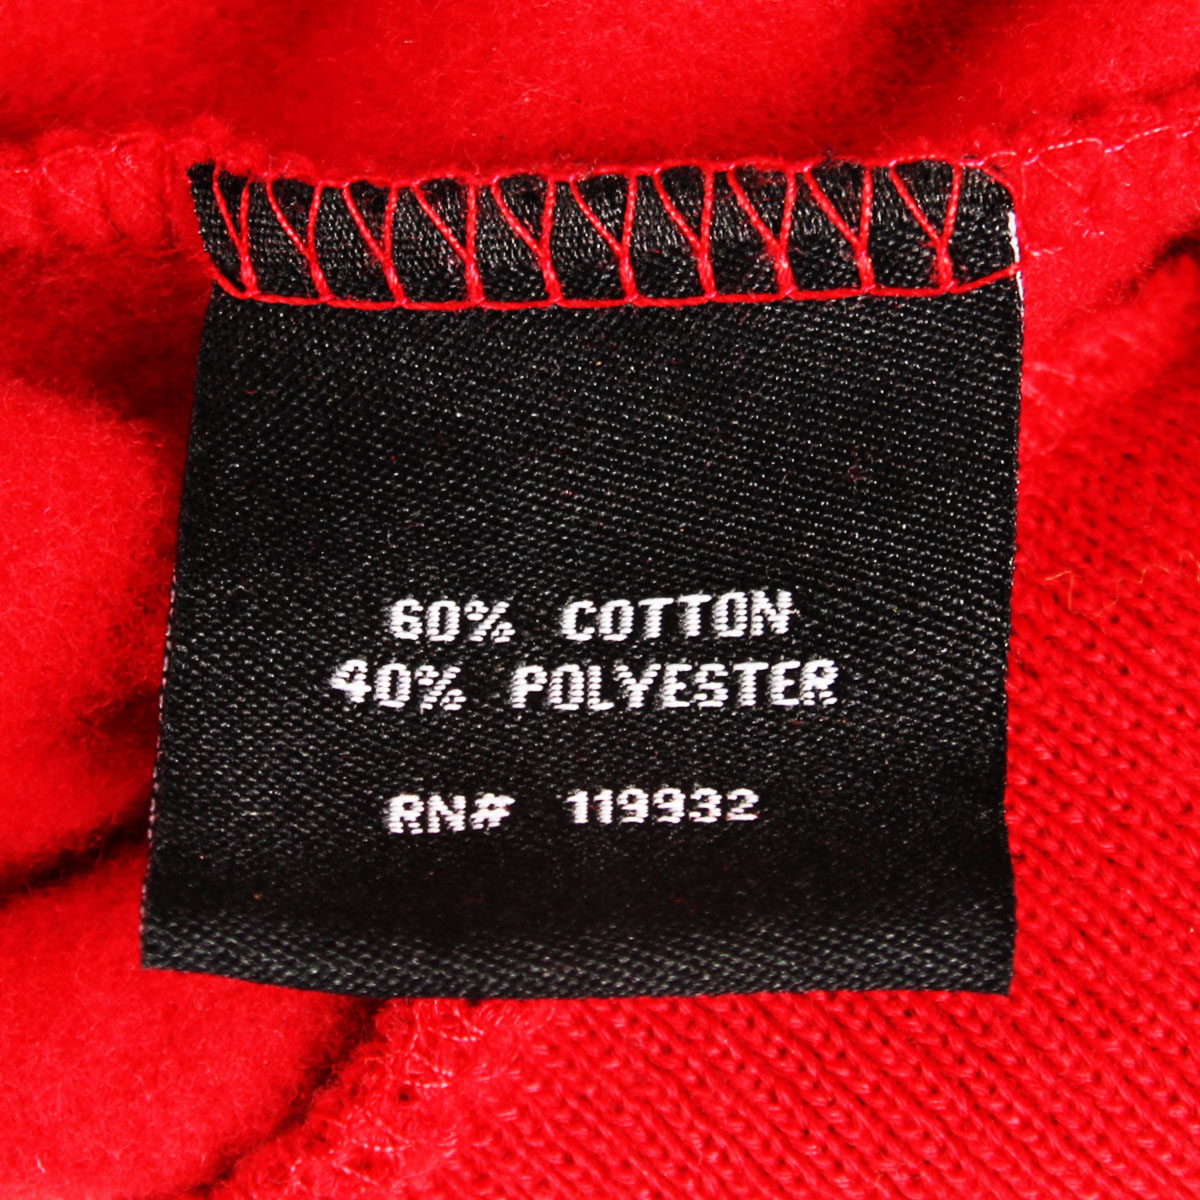 60% COTTON
40% POLYESTER
RN# 119932